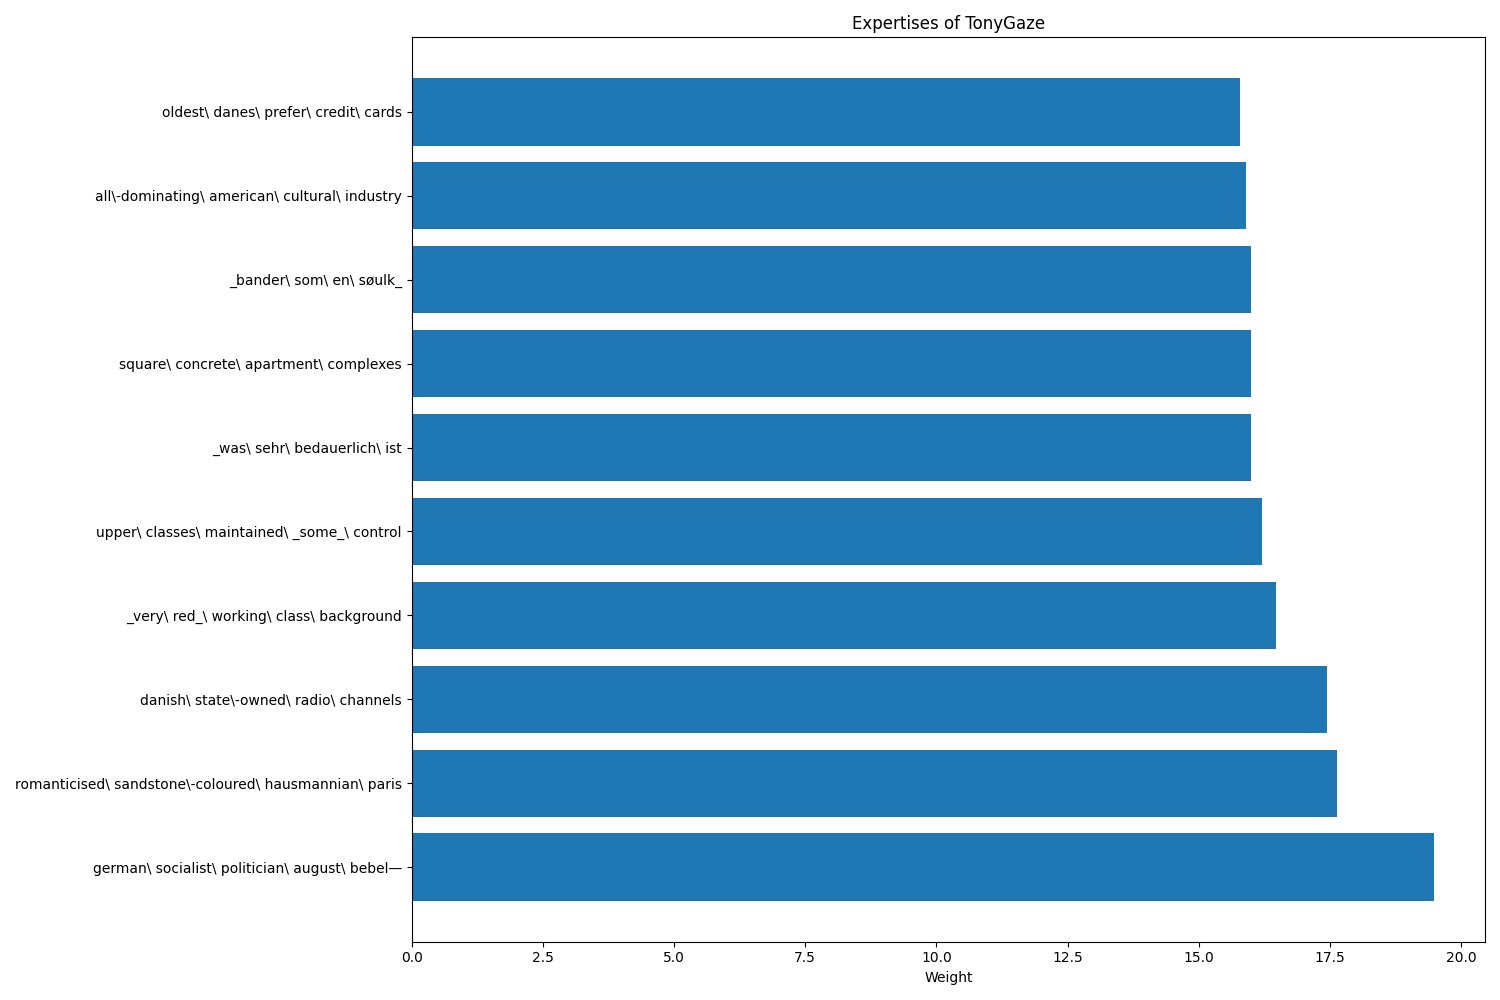 Expertises of TonyGaze
oldest\ danes\ prefer\ credit\ cards
all\-dominating\ american\ cultural\ industry
_bander\ som\ en\ søulk_
square\ concrete\ apartment\ complexes
_was\ sehr\ bedauerlich\ ist
upper\ classes\ maintained\ _some_\ control
_very\ red_\ working\ class\ background
danish\ state\-owned\ radio\ channels
romanticised\ sandstone\-coloured\ hausmannian\ paris
german\ socialist\ politician\ august\ bebel—
0.0 2.5 5.0 7.5 10.0 12.5 15.0 17.5 20.0
Weight